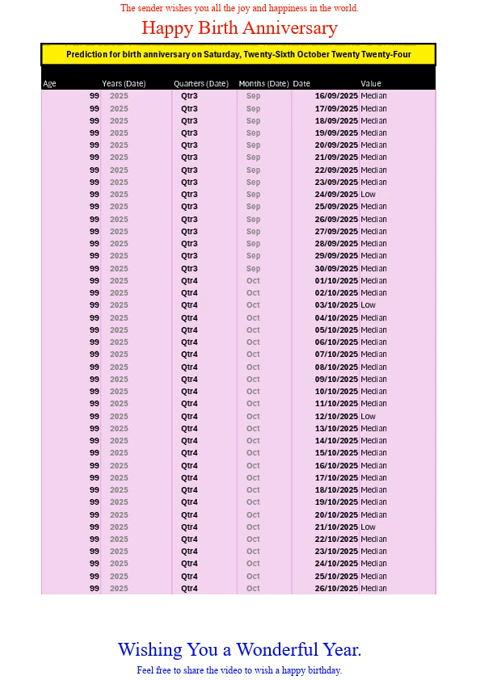 The sender wishes you all the joy and happiness in the world.
Happy Birth Anniversary
Prediction for birth anniversary on Saturday, Twenty-Sixth October Twenty Twenty-Four
Age Years (Date) Quarters (Date) Months (Date) Date Value
99 2025 Qtr3 Sep 16/09/2025 Median
99 2025 Qtr3 Sep 17/09/2025 Median
99 2025 Qtr3 Sep 18/09/2025 Median
99 2025 Qtr3 Sep 19/09/2025 Median
99 2025 Qtr3 Sep 20/09/2025 Median
99 2025 Qtr3 Sep 21/09/2025 Median
99 2025 Qtr3 Sep 22/09/2025 Median
99 2025 Qtr3 Sep 23/09/2025 Median
99 2025 Qtr3 Sep 24/09/2025 Low
99 2025 Qtr3 Sep 25/09/2025 Median
99 2025 Qtr3 Sep 26/09/2025 Median
99 2025 Qtr3 Sep 27/09/2025 Median
99 2025 Qtr3 Sep 28/09/2025 Median
99 2025 Qtr3 Sep 29/09/2025 Median
99 2025 Qtr3 Sep 30/09/2025 Median
99 2025 Qtr4 Oct 01/10/2025 Median
99 2025 Qtr4 Oct 02/10/2025 Median
99 2025 Qtr4 Oct 03/10/2025 Low
99 2025 Qtr4 Oct 04/10/2025 Median
99 2025 Qtr4 Oct 05/10/2025 Median
99 2025 Qtr4 Oct 06/10/2025 Median
99 2025 Qtr4 Oct 07/10/2025 Median
99 2025 Qtr4 Oct 08/10/2025 Median
99 2025 Qtr4 Oct 09/10/2025 Median
99 2025 Qtr4 Oct 10/10/2025 Median
99 2025 Qtr4 Oct 11/10/2025 Median
99 2025 Qtr4 Oct 12/10/2025 Low
99 2025 Qtr4 Oct 13/10/2025 Median
99 2025 Qtr4 Oct 14/10/2025 Median
99 2025 Qtr4 Oct 15/10/2025 Median
99 2025 Qtr4 Oct 16/10/2025 Median
99 2025 Qtr4 Oct 17/10/2025 Median
99 2025 Qtr4 Oct 18/10/2025 Median
99 2025 Qtr4 Oct 19/10/2025 Median
99 2025 Qtr4 Oct 20/10/2025 Median
99 2025 Qtr4 Oct 21/10/2025 Low
99 2025 Qtr4 Oct 22/10/2025 Median
99 2025 Qtr4 Oct 23/10/2025 Median
99 2025 Qtr4 Oct 24/10/2025 Median
99 2025 Qtr4 Oct 25/10/2025 Median
99 2025 Qtr4 Oct 26/10/2025 Median
Wishing You a Wonderful Year.
Feel free to share the video to wish a happy birthday.